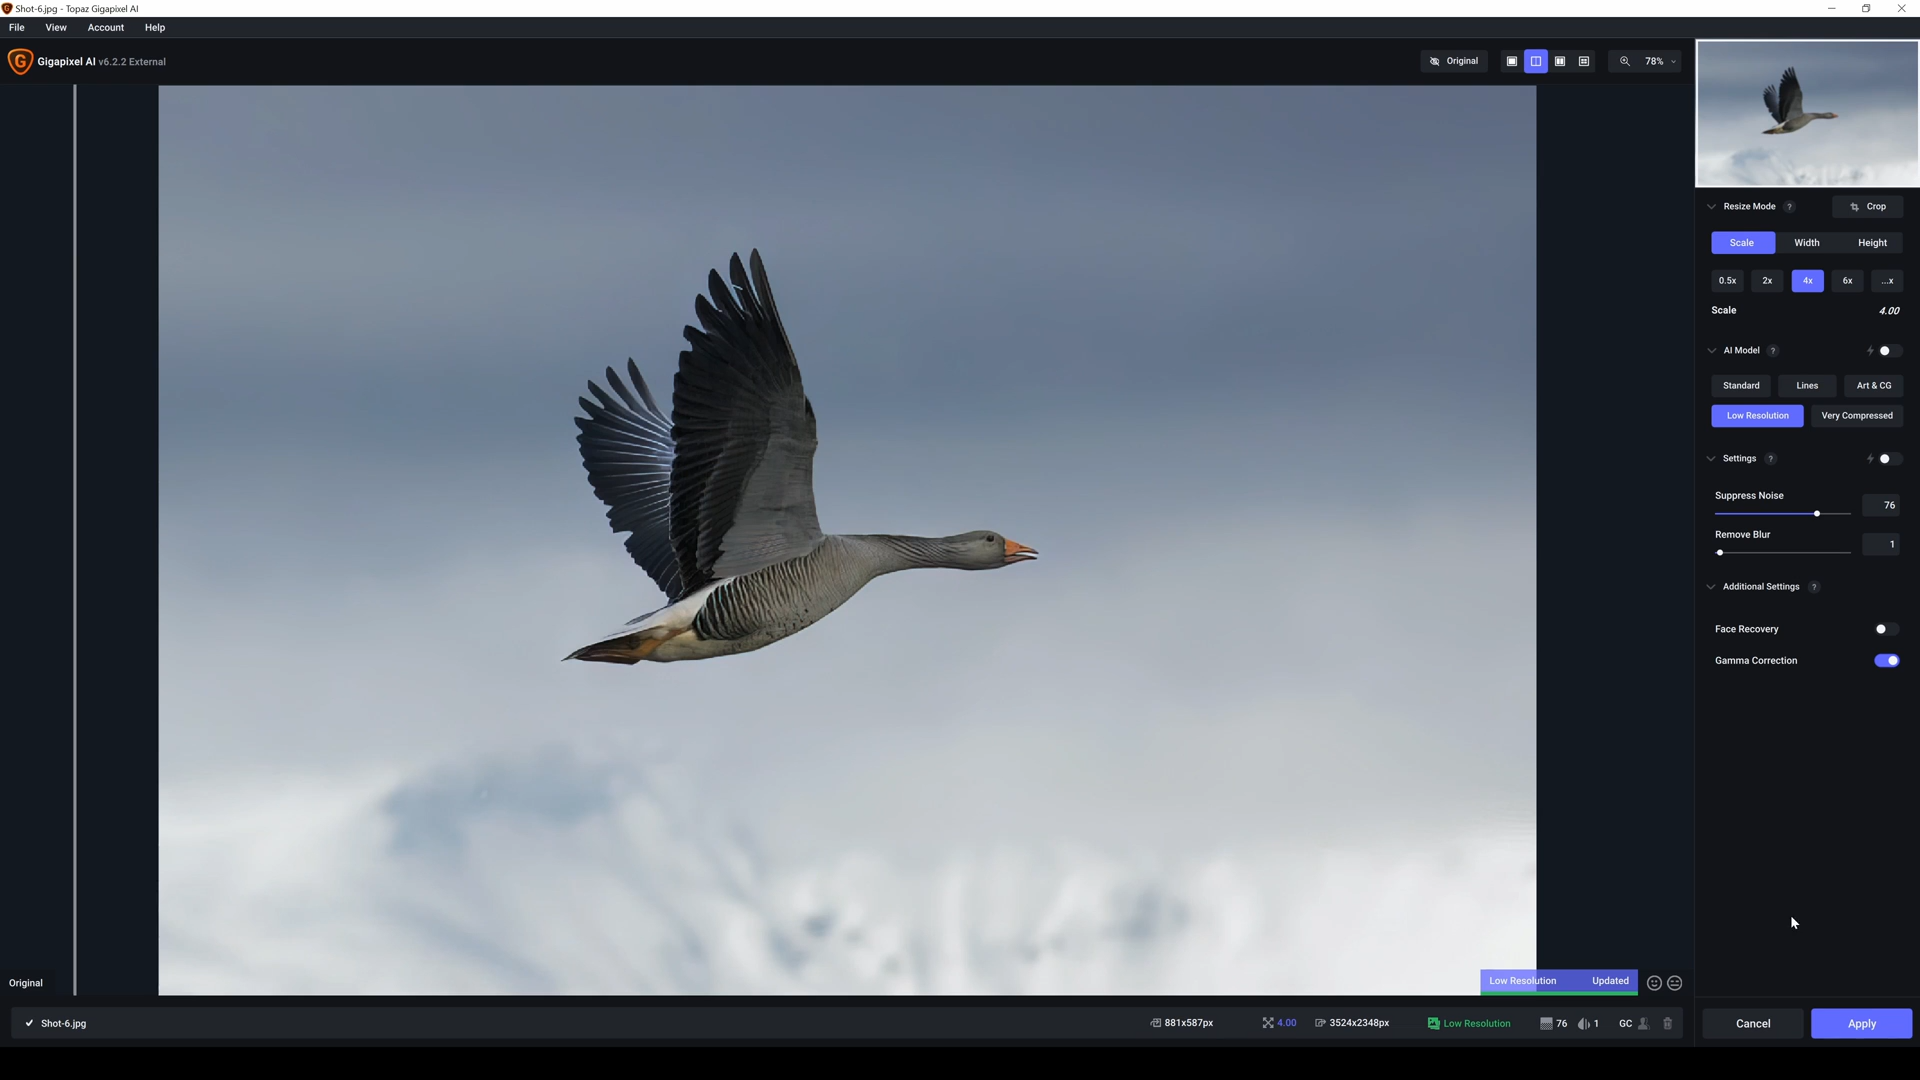 Shot-6.jpg - Topaz Gigapixel AI
File View Account Help
Gigapixel AI v6.2.2 External
Original
78%
Resize Mode ? Crop
Scale Width Height
0.5x 2x 4x 6x ...x
Scale 4.00
AI Model ?
Standard Lines Art & CG
Low Resolution Very Compressed
Settings ?
Suppress Noise 76
Remove Blur 1
Additional Settings ?
Face Recovery
Gamma Correction
Original
Low Resolution Updated
Shot-6.jpg 881x587px 4.00 3524x2348px Low Resolution 76 1 GC
Cancel Apply